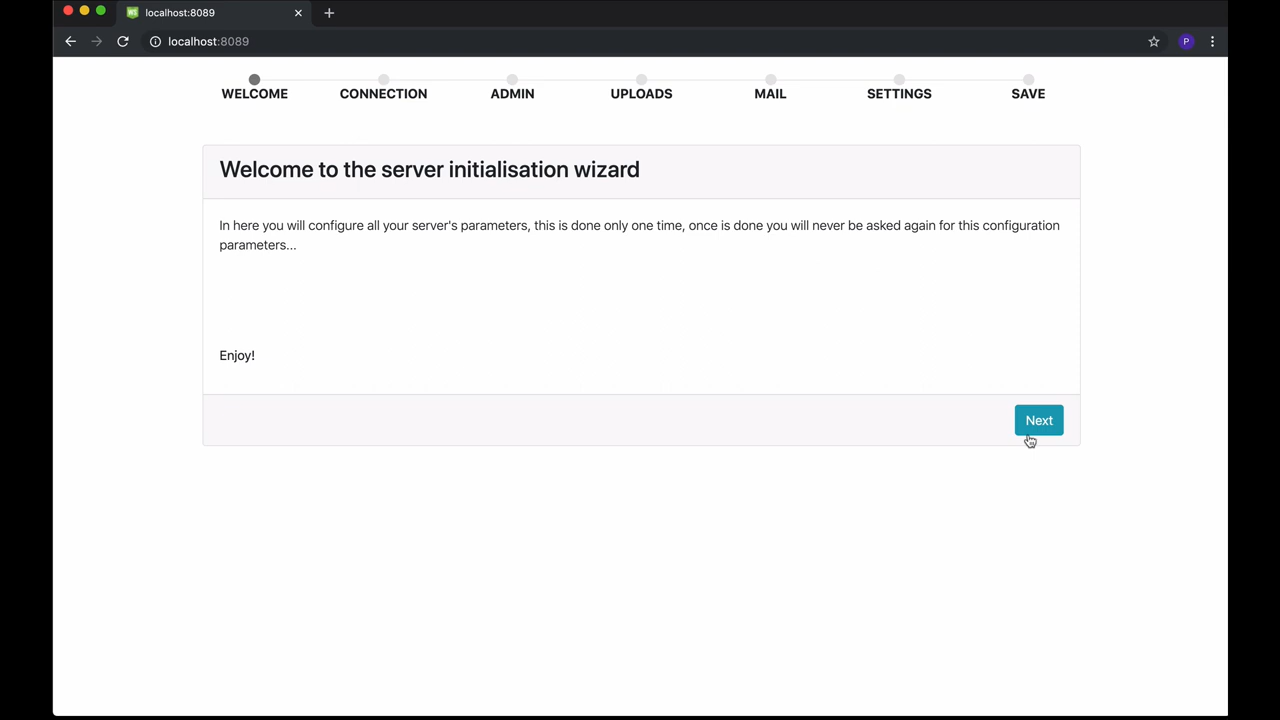 WS localhost:8089
localhost:8089
P
WELCOME CONNECTION ADMIN UPLOADS MAIL SETTINGS SAVE
Welcome to the server initialisation wizard
In here you will configure all your server's parameters, this is done only one time, once is done you will never be asked again for this configuration
parameters...
Enjoy!
Next